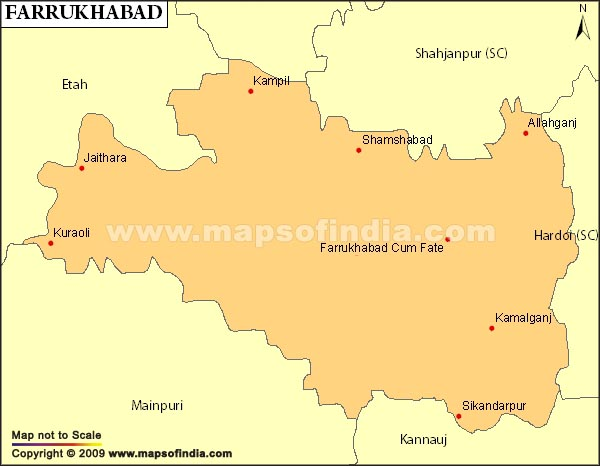 FARRUKHABAD
N
Shahjanpur (SC)
Etah
Kampil
Allahganj
Shamshabad
Jaithara
Kuraoli
www.mapsofindia.com
Hardoi (SC)
Farrukhabad Cum Fate
Kamalganj
Mainpuri
Sikandarpur
Kannauj
Map not to Scale
Copyright © 2009 www.mapsofindia.com